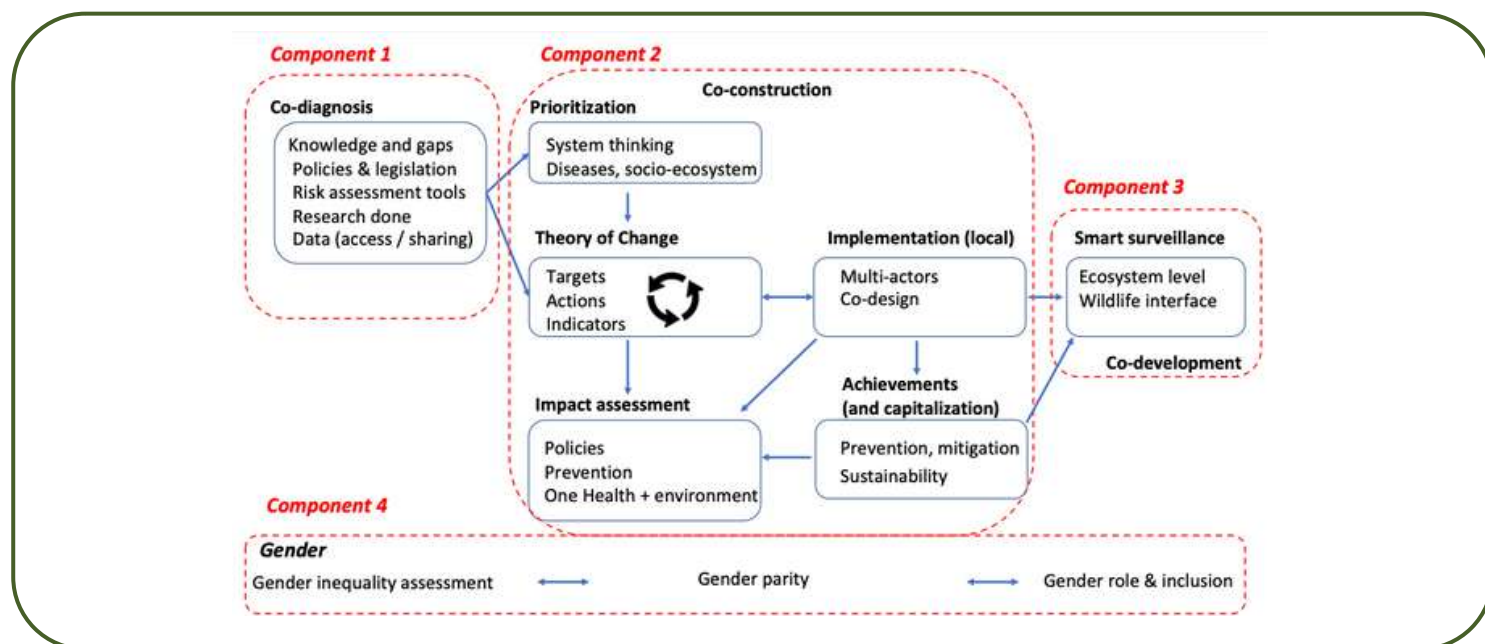 Component 1
Co-diagnosis
Knowledge and gaps
Policies & legislation
Risk assessment tools
Research done
Data (access / sharing)
Component 2
Co-construction
Prioritization
System thinking
Diseases, socio-ecosystem
Theory of Change
Targets
Actions
Indicators
Implementation (local)
Multi-actors
Co-design
Impact assessment
Policies
Prevention
One Health + environment
Achievements
(and capitalization)
Prevention, mitigation
Sustainability
Component 3
Smart surveillance
Ecosystem level
Wildlife interface
Co-development
Component 4
Gender
Gender inequality assessment
Gender parity
Gender role & inclusion